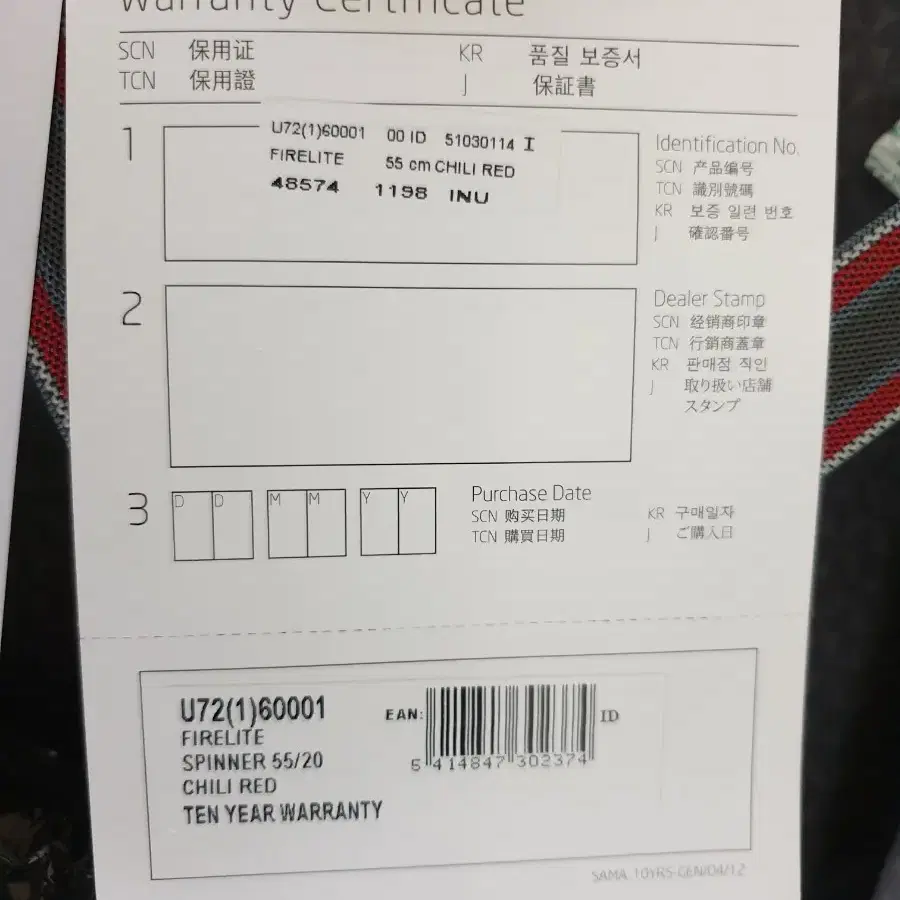 Warranty Certificate
SCN 保用证 KR 품질 보증서
TCN 保用證 J 保証書
1
U72(1)60001 00 ID 51030114 I
FIRELITE 55 cm CHILI RED
48574 1198 INU
Identification No.
SCN 产品编号
TCN 識別號碼
KR 보증 일련 번호
J 確認番号
2
Dealer Stamp
SCN 经销商印章
TCN 行銷商蓋章
KR 판매점 직인
J 取り扱い店舗
スタンプ
3
D D M M Y Y
Purchase Date
SCN 购买日期 KR 구매일자
TCN 購買日期 J ご購入日
U72(1)60001
FIRELITE
SPINNER 55/20
CHILI RED
TEN YEAR WARRANTY
EAN: ID
5 414847 302374
SAMA 10YRS-GEN/04/12